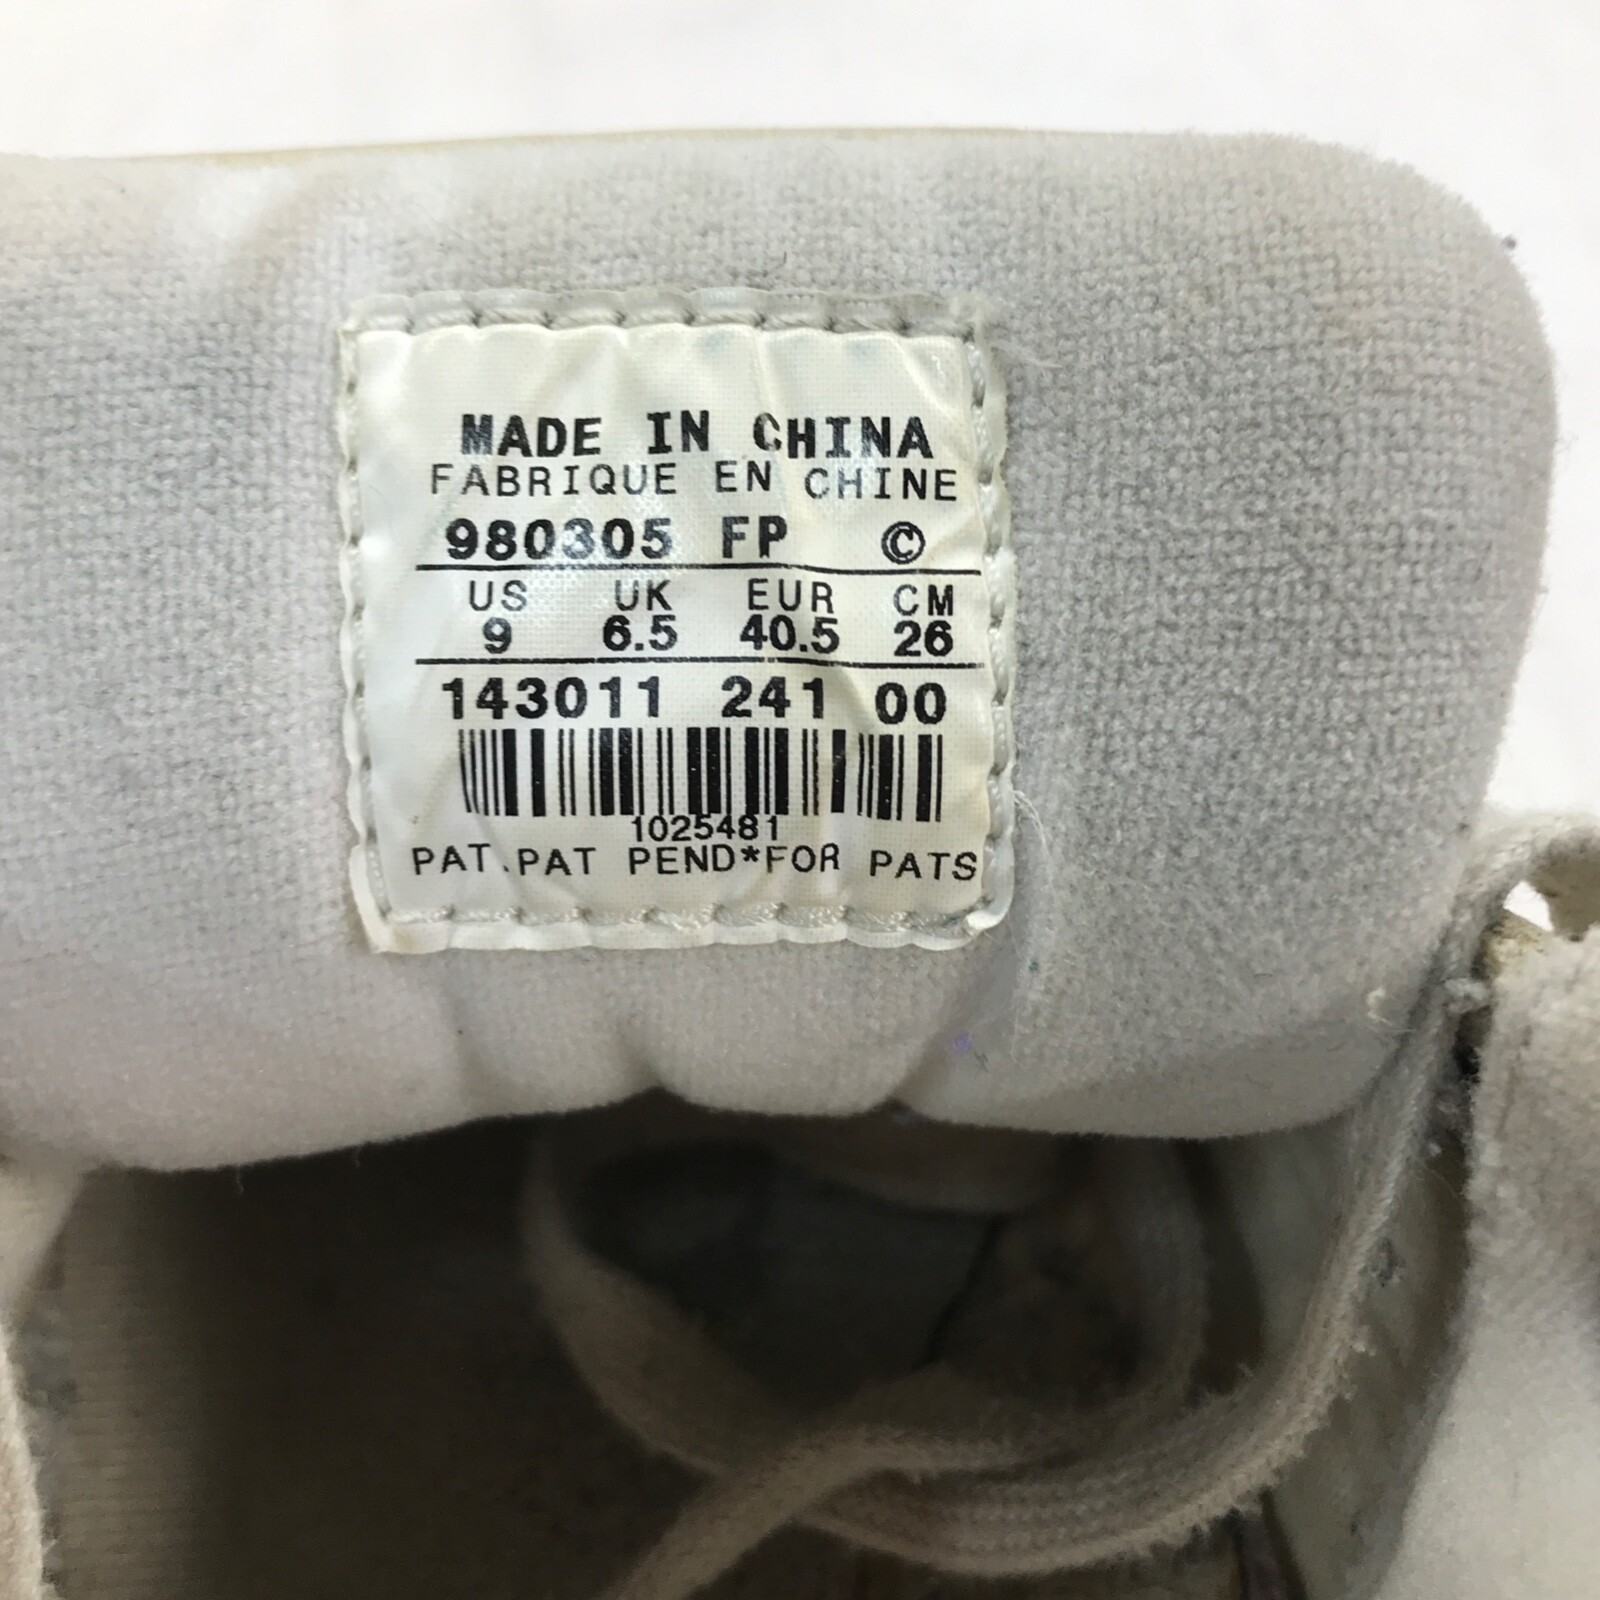 MADE IN CHINA
FABRIQUE EN CHINE
980305 FP ©
US UK EUR CM
9 6.5 40.5 26
143011 241 00
1025481
PAT.PAT PEND*FOR PATS